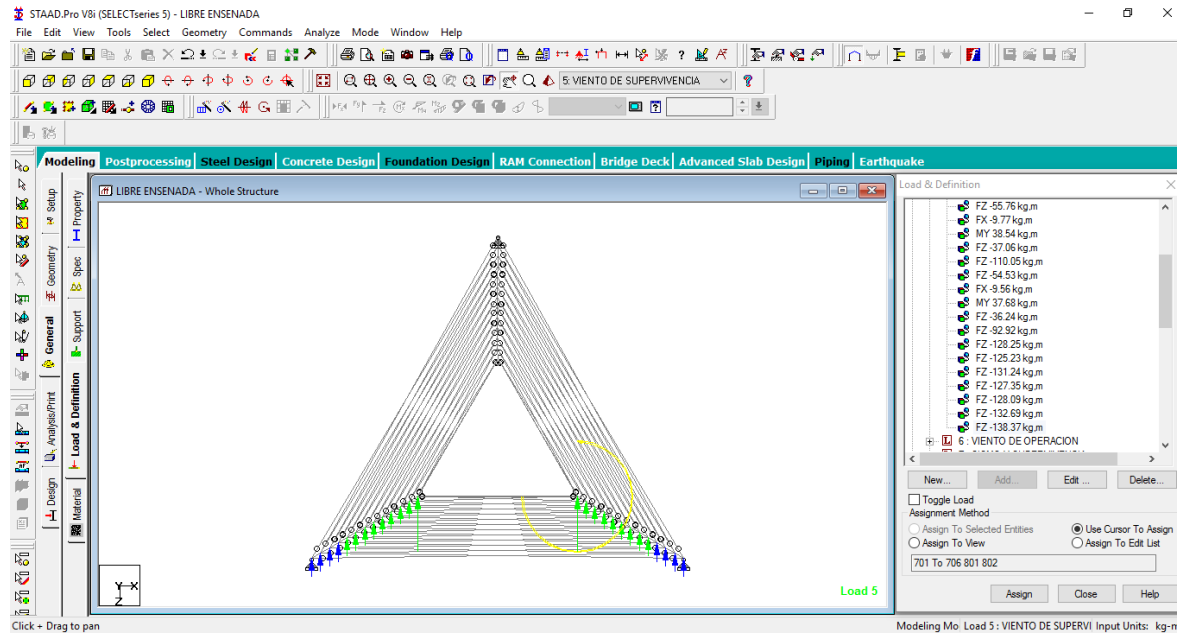 STAAD.Pro V8i (SELECTseries 5) - LIBRE ENSENADA
File Edit View Tools Select Geometry Commands Analyze Mode Window Help
5: VIENTO DE SUPERVIVENCIA
Modeling Postprocessing Steel Design Concrete Design Foundation Design RAM Connection Bridge Deck Advanced Slab Design Piping Earthquake
Setup
Geometry
General
Analysis/Print
Design
Property
Spec
Support
Load & Definition
Material
LIBRE ENSENADA - Whole Structure
Y X
Z
Load 5
Load & Definition
FZ -55.76 kg,m
FX -9.77 kg,m
MY 38.54 kg,m
FZ -37.06 kg,m
FZ -110.05 kg,m
FZ -54.53 kg,m
FX -9.56 kg,m
MY 37.68 kg,m
FZ -36.24 kg,m
FZ -92.92 kg,m
FZ -128.25 kg,m
FZ -125.23 kg,m
FZ -131.24 kg,m
FZ -127.35 kg,m
FZ -128.09 kg,m
FZ -132.69 kg,m
FZ -138.37 kg,m
6 : VIENTO DE OPERACION
New... Add... Edit ... Delete...
Toggle Load
Assignment Method
Assign To Selected Entities Use Cursor To Assign
Assign To View Assign To Edit List
701 To 706 801 802
Assign Close Help
Click + Drag to pan
Modeling Mo Load 5 : VIENTO DE SUPERVI Input Units: kg-m